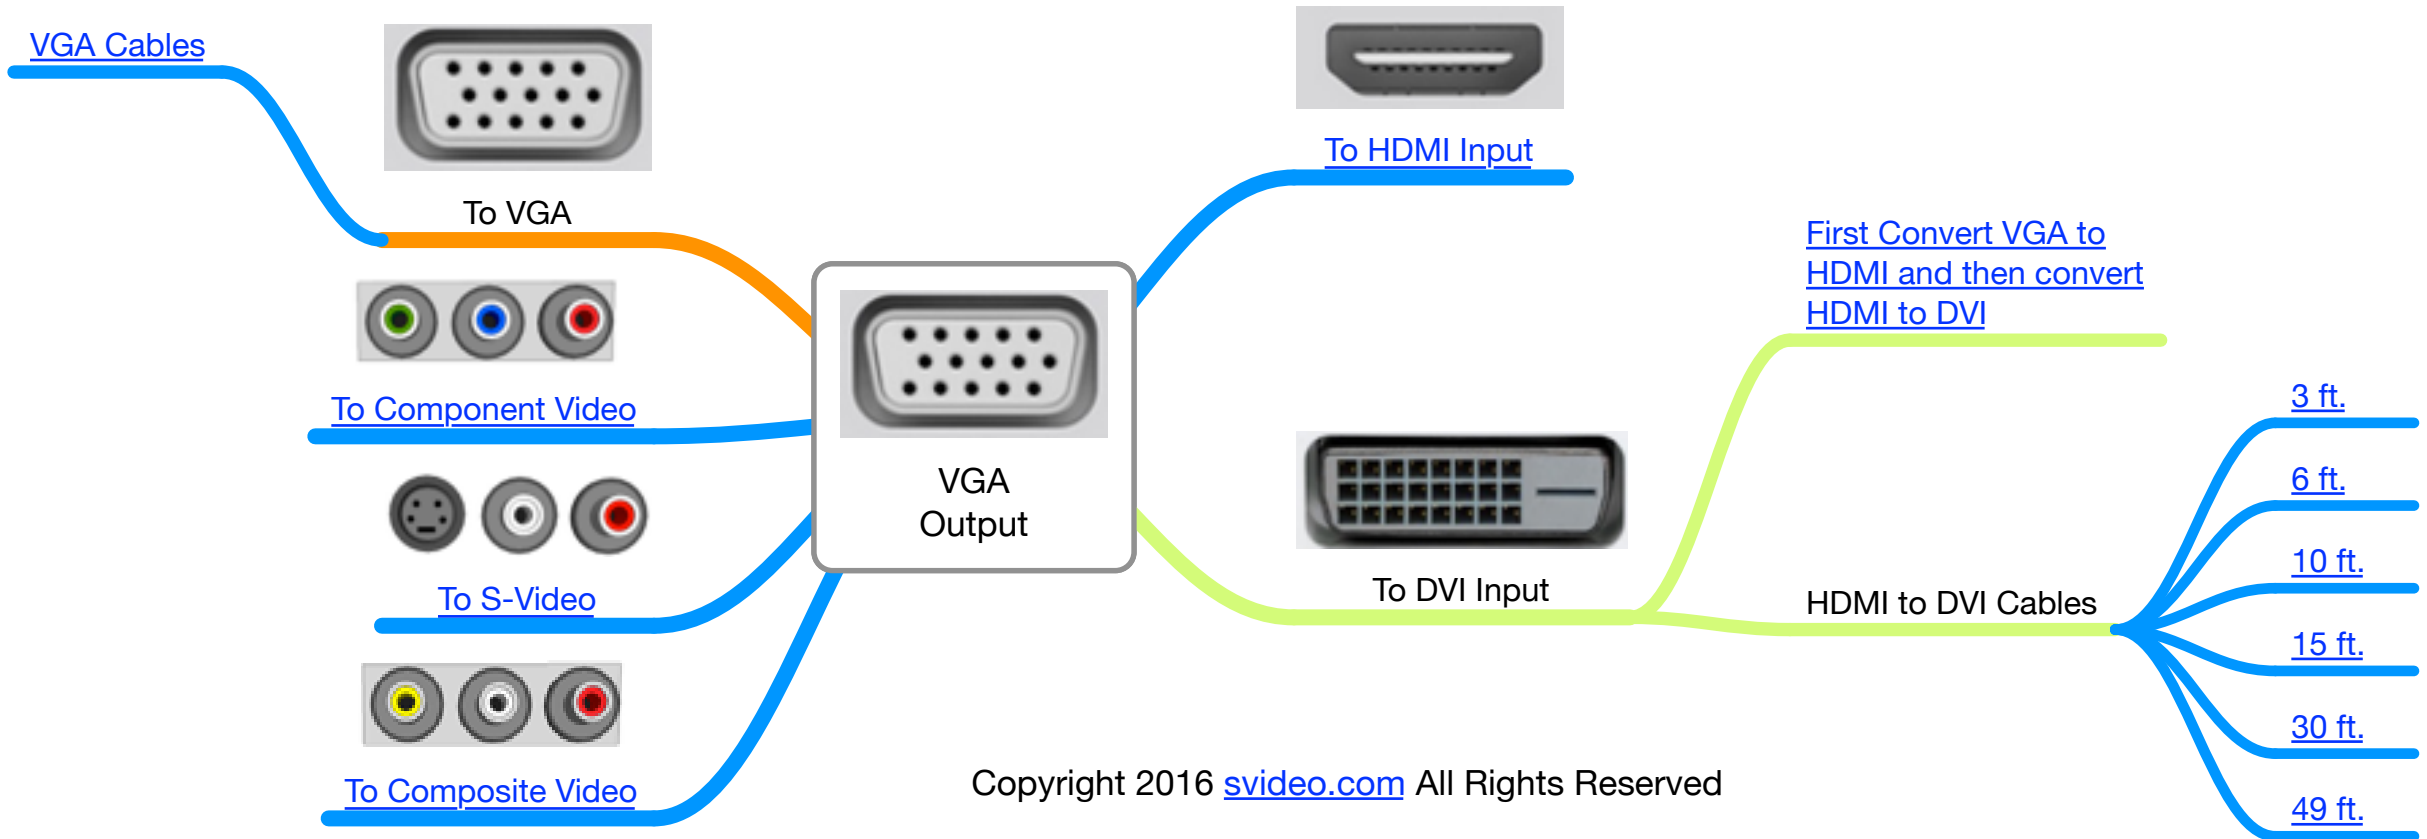 VGA Cables
To VGA
To Component Video
To S-Video
To Composite Video
VGA
Output
To HDMI Input
To DVI Input
First Convert VGA to
HDMI and then convert
HDMI to DVI
HDMI to DVI Cables
3 ft.
6 ft.
10 ft.
15 ft.
30 ft.
49 ft.
Copyright 2016 svideo.com All Rights Reserved